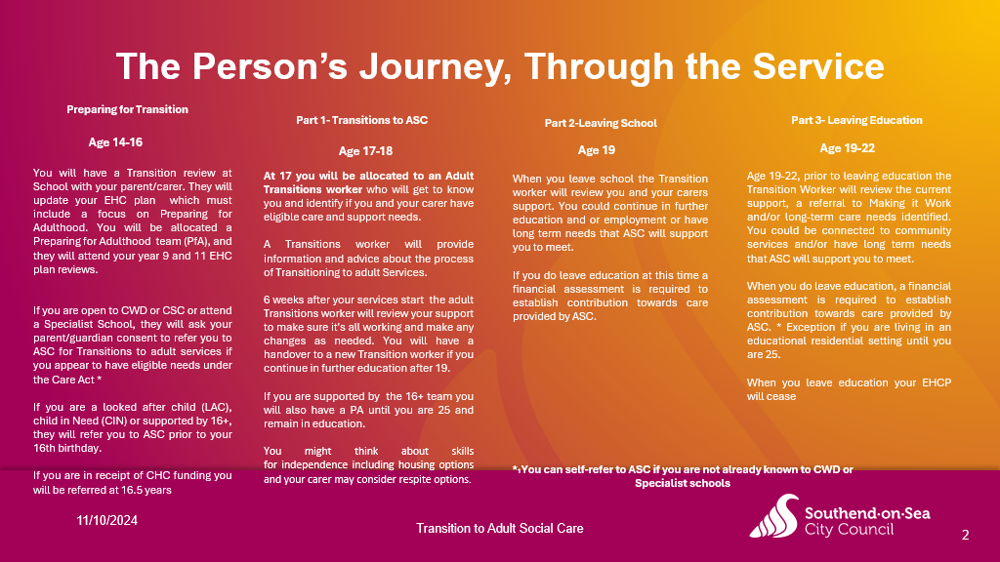 The Person’s Journey, Through the Service
Preparing for Transition
Age 14-16
You will have a Transition review at
School with your parent/carer. They will
update your EHC plan which must
include a focus on Preparing for
Adulthood. You will be allocated a
Preparing for Adulthood team (PfA), and
they will attend your year 9 and 11 EHC
plan reviews.
If you are open to CWD or CSC or attend
a Specialist School, they will ask your
parent/guardian consent to refer you to
ASC for Transitions to adult services if
you appear to have eligible needs under
the Care Act *
If you are a looked after child (LAC),
child in Need (CIN) or supported by 16+,
they will refer you to ASC prior to your
16th birthday.
If you are in receipt of CHC funding you
will be referred at 16.5 years
Part 1- Transitions to ASC
Age 17-18
At 17 you will be allocated to an Adult
Transitions worker who will get to know
you and identify if you and your carer have
eligible care and support needs.
A Transitions worker will provide
information and advice about the process
of Transitioning to adult Services.
6 weeks after your services start the adult
Transitions worker will review your support
to make sure it's all working and make any
changes as needed. You will have a
handover to a new Transition worker if you
continue in further education after 19.
If you are supported by the 16+ team you
will also have a PA until you are 25 and
remain in education.
You might think about skills
for independence including housing options
and your carer may consider respite options.
Part 2-Leaving School
Age 19
When you leave school the Transition
worker will review you and your carers
support. You could continue in further
education and or employment or have
long term needs that ASC will support
you to meet.
If you do leave education at this time a
financial assessment is required to
establish contribution towards care
provided by ASC.
Part 3- Leaving Education
Age 19-22
Age 19-22, prior to leaving education the
Transition Worker will review the current
support, a referral to Making it Work
and/or long-term care needs identified.
You could be connected to community
services and/or have long term needs
that ASC will support you to meet.
When you do leave education, a financial
assessment is required to establish
contribution towards care provided by
ASC. * Exception if you are living in an
educational residential setting until you
are 25.
When you leave education your EHCP
will cease
*You can self-refer to ASC if you are not already known to CWD or
Specialist schools
11/10/2024
Transition to Adult Social Care
Southend-on-Sea
City Council
2